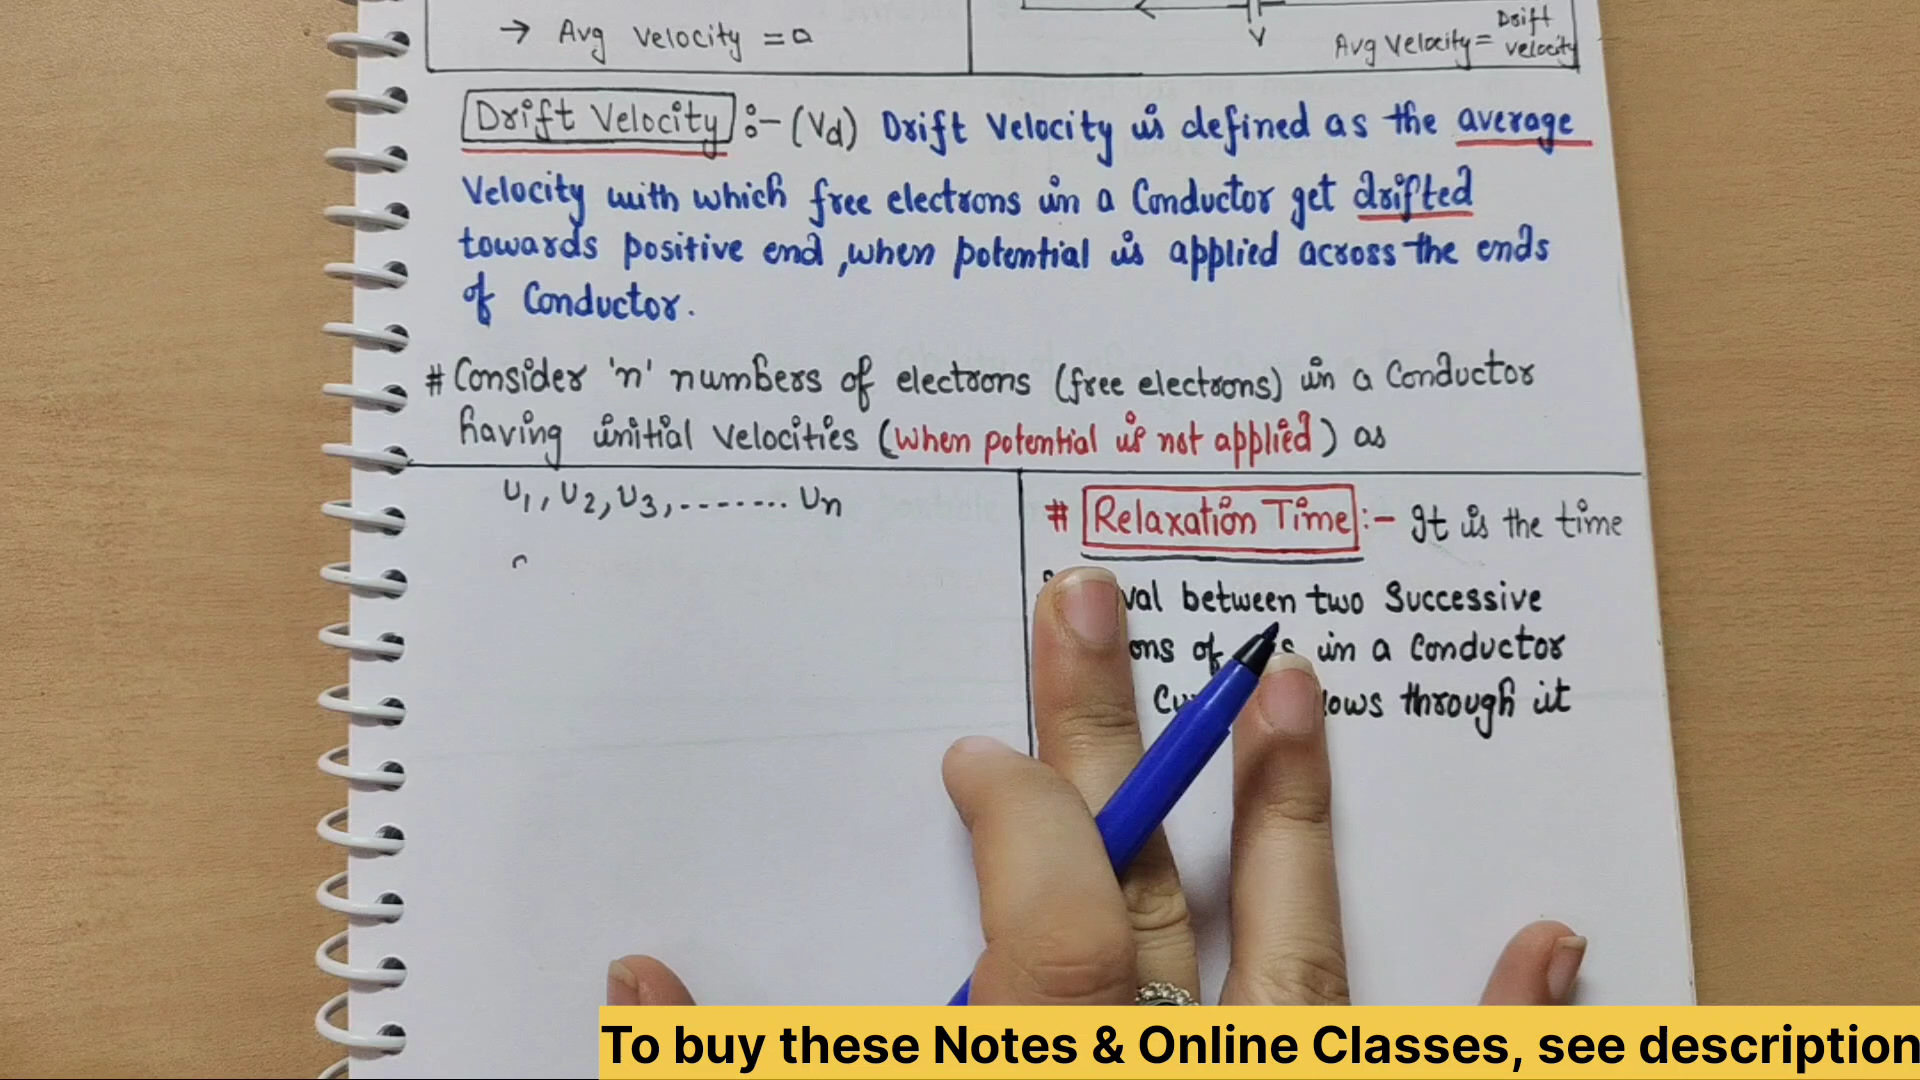 → Avg Velocity = 0
V
Avg Velocity = Drift
velocity
Drift Velocity :- (Vd) Drift Velocity is defined as the average
Velocity with which free electrons in a Conductor get drifted
towards positive end, when potential is applied across the ends
of Conductor.
# Consider 'n' numbers of electrons (free electrons) in a Conductor
having initial velocities (when potential is not applied) as
U1, U2, U3, ....... Un
# Relaxation Time :- It is the time
between two Successive
of in a Conductor
through it
To buy these Notes & Online Classes, see description